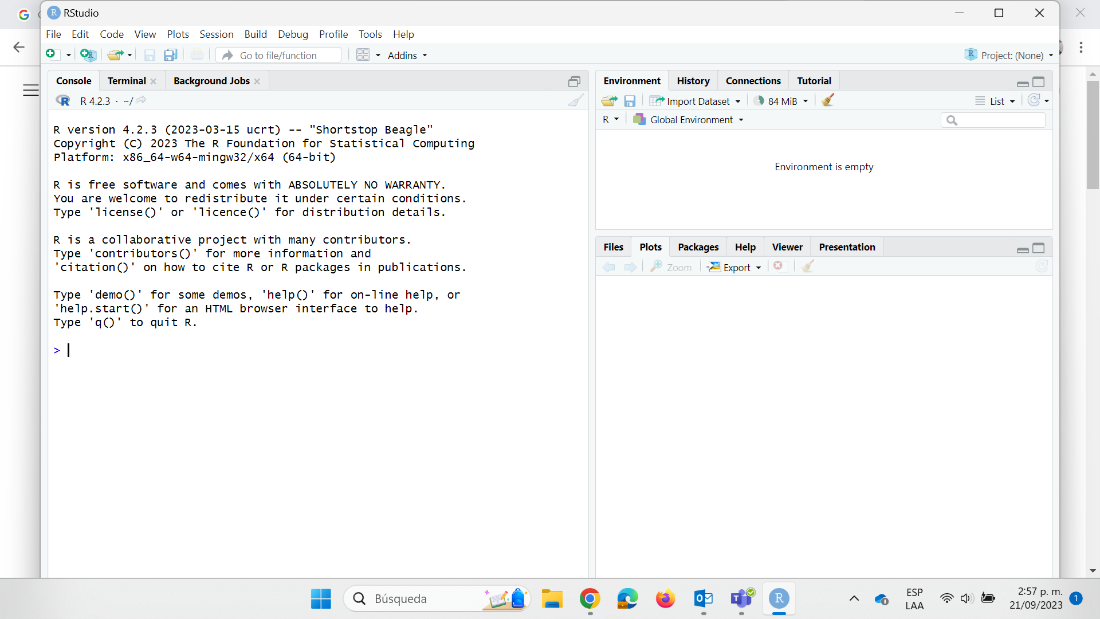 RStudio
File Edit Code View Plots Session Build Debug Profile Tools Help
Go to file/function Addins Project: (None)
Console Terminal Background Jobs
R 4.2.3 · ~/
R version 4.2.3 (2023-03-15 ucrt) -- "Shortstop Beagle"
Copyright (C) 2023 The R Foundation for Statistical Computing
Platform: x86_64-w64-mingw32/x64 (64-bit)
R is free software and comes with ABSOLUTELY NO WARRANTY.
You are welcome to redistribute it under certain conditions.
Type 'license()' or 'licence()' for distribution details.
R is a collaborative project with many contributors.
Type 'contributors()' for more information and
'citation()' on how to cite R or R packages in publications.
Type 'demo()' for some demos, 'help()' for on-line help, or
'help.start()' for an HTML browser interface to help.
Type 'q()' to quit R.
>
Environment History Connections Tutorial
Import Dataset 84 MiB List
R Global Environment
Environment is empty
Files Plots Packages Help Viewer Presentation
Zoom Export
Búsqueda
ESP
LAA
2:57 p. m.
21/09/2023
1